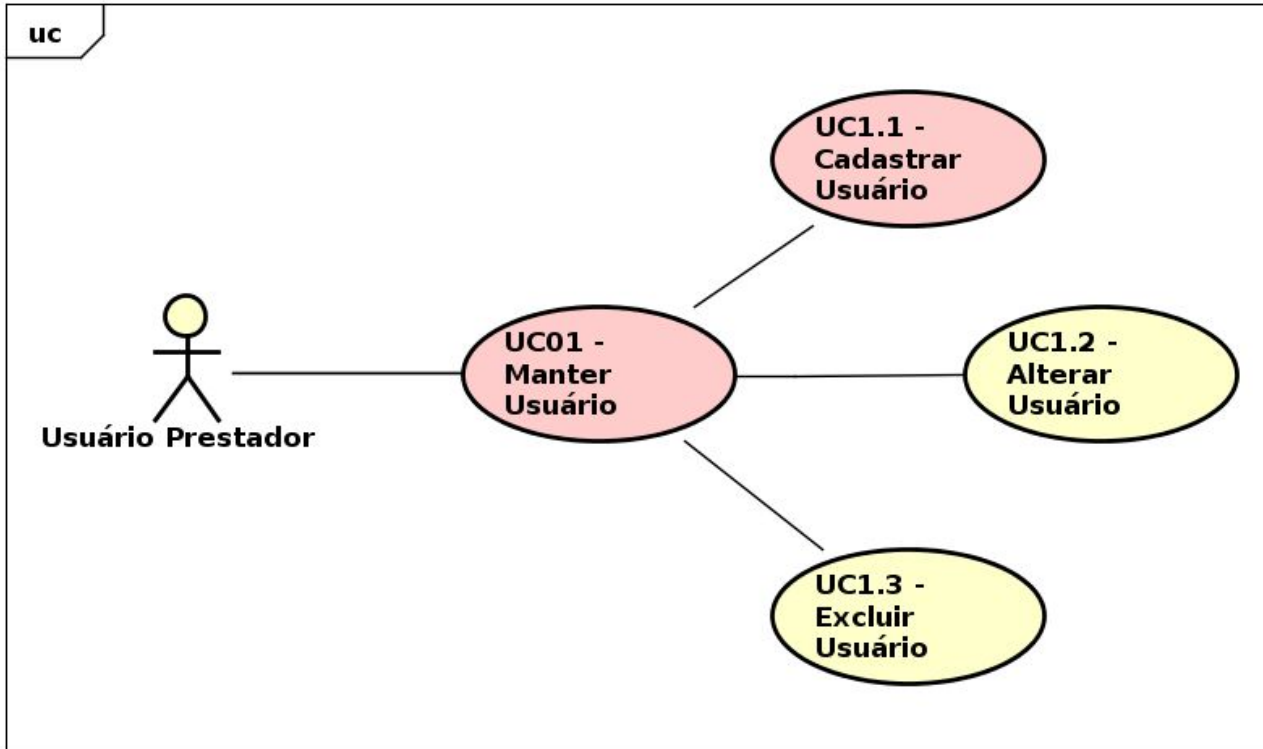 uc
UC1.1 -
Cadastrar
Usuário
UC01 -
Manter
Usuário
UC1.2 -
Alterar
Usuário
Usuário Prestador
UC1.3 -
Excluir
Usuário